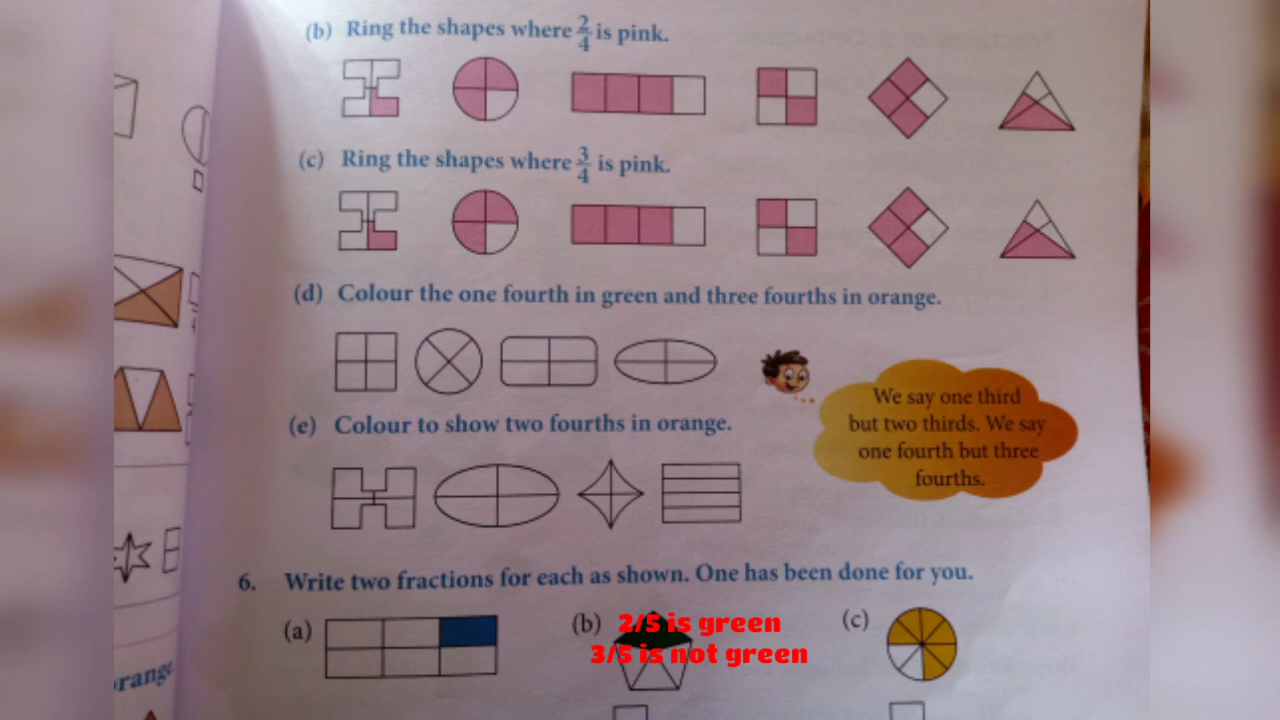 (b) Ring the shapes where 2/4 is pink.
(c) Ring the shapes where 3/4 is pink.
(d) Colour the one fourth in green and three fourths in orange.
(e) Colour to show two fourths in orange.
We say one third
but two thirds. We say
one fourth but three
fourths.
6. Write two fractions for each as shown. One has been done for you.
(a)
(b) 2/5 is green
3/5 is not green
(c)